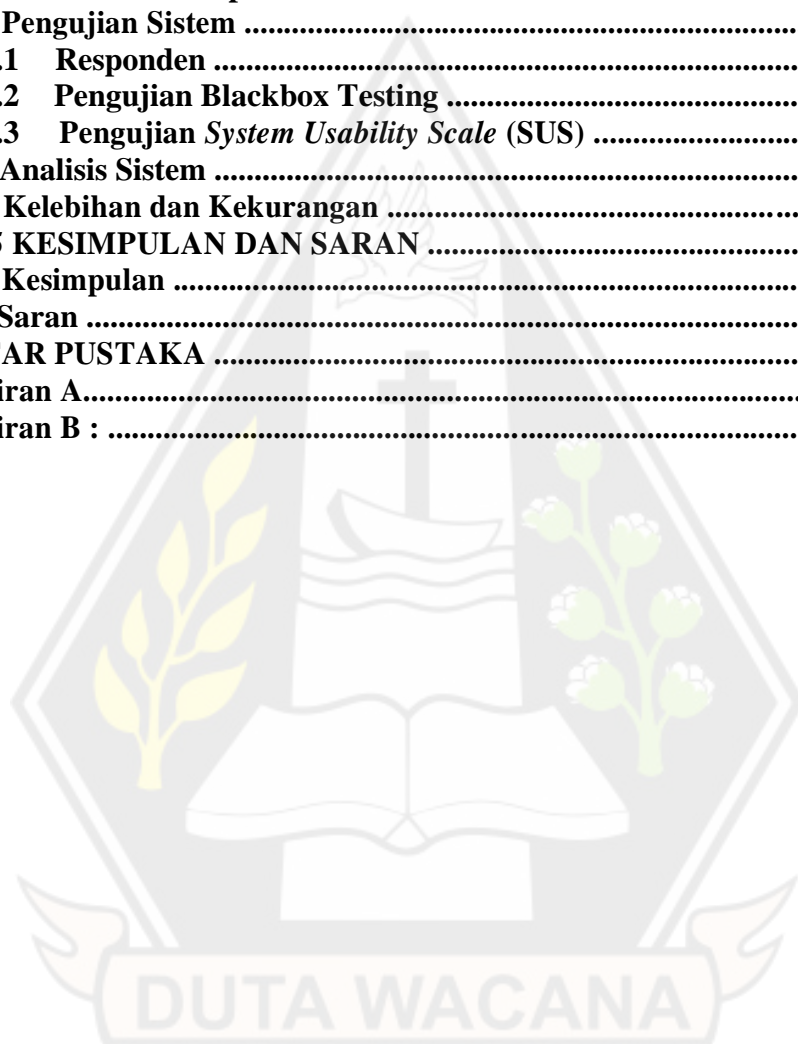 Pengujian Sistem ........................................................................
.1 Responden ...........................................................................
.2 Pengujian Blackbox Testing .............................................
.3 Pengujian System Usability Scale (SUS) ..........................
Analisis Sistem ...........................................................................
Kelebihan dan Kekurangan .....................................................
KESIMPULAN DAN SARAN ................................................
Kesimpulan ................................................................................
Saran ...........................................................................................
AR PUSTAKA ...........................................................................
iran A............................................................................................
iran B : .........................................................................................
DUTA WACANA